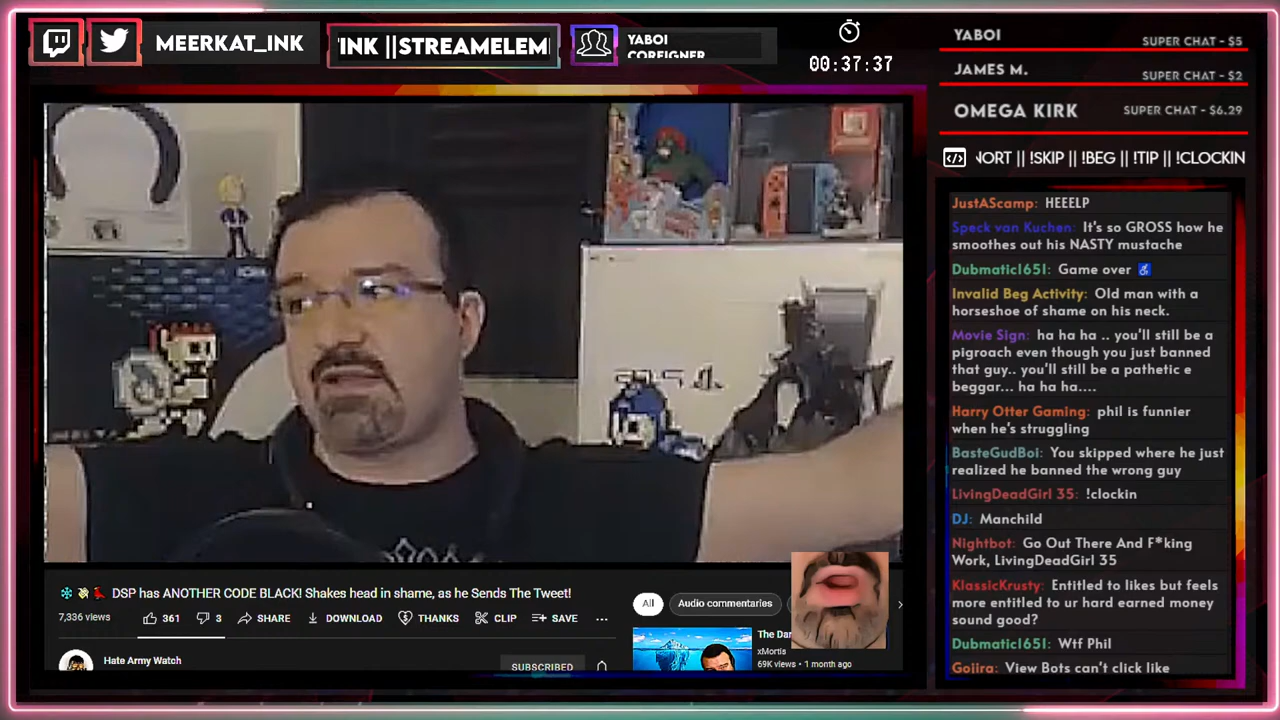 MEERKAT_INK
'INK ||STREAMELEM
YABOI
COREIGNER
00:37:37
YABOI
SUPER CHAT - $5
JAMES M.
SUPER CHAT - $2
OMEGA KIRK
SUPER CHAT - $6.29
</> NORT || !SKIP || !BEG || !TIP || !CLOCKIN
JustAScamp: HEEELP
Speck van Kuchen: It's so GROSS how he
smoothes out his NASTY mustache
Dubmatic1651: Game over ♿
Invalid Beg Activity: Old man with a
horseshoe of shame on his neck.
Movie Sign: ha ha ha .. you'll still be a
pigroach even though you just banned
that guy.. you'll still be a pathetic e
beggar... ha ha ha....
Harry Otter Gaming: phil is funnier
when he's struggling
BasteGudBoi: You skipped where he just
realized he banned the wrong guy
LivingDeadGirl 35: !clockin
DJ: Manchild
Nightbot: Go Out There And F*king
Work, LivingDeadGirl 35
KlassicKrusty: Entitled to likes but feels
more entitled to ur hard earned money
sound good?
Dubmatic1651: Wtf Phil
Gojira: View Bots can't click like
DSP has ANOTHER CODE BLACK! Shakes head in shame, as he Sends The Tweet!
7,336 views
361
3
SHARE
DOWNLOAD
THANKS
CLIP
SAVE
Hate Army Watch
SUBSCRIBED
All
Audio commentaries
The Dar
xMortis
69K views • 1 month ago